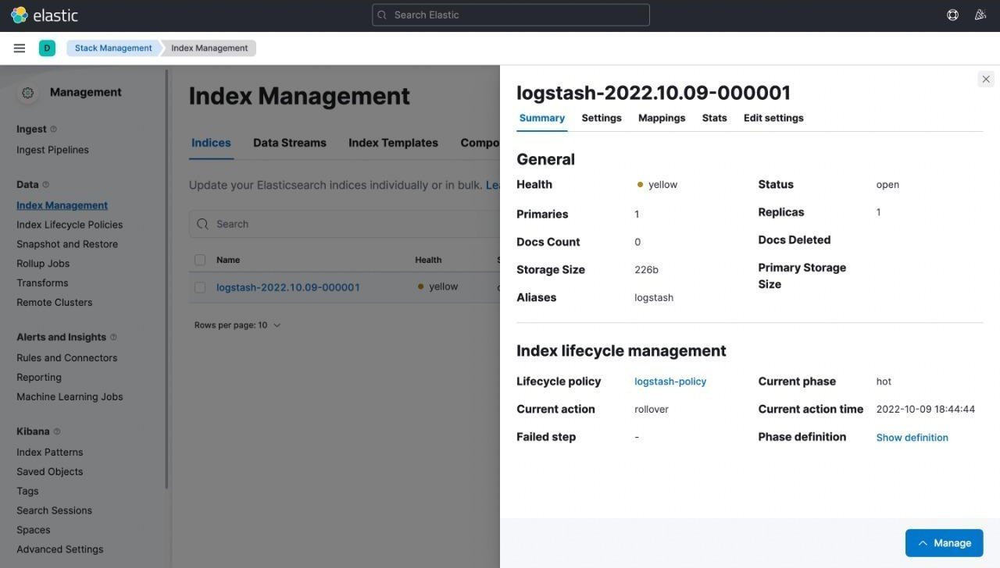 elastic
Search Elastic
D
Stack Management
Index Management
Management
Ingest
Ingest Pipelines
Data
Index Management
Index Lifecycle Policies
Snapshot and Restore
Rollup Jobs
Transforms
Remote Clusters
Alerts and Insights
Rules and Connectors
Reporting
Machine Learning Jobs
Kibana
Index Patterns
Saved Objects
Tags
Search Sessions
Spaces
Advanced Settings
Index Management
Indices Data Streams Index Templates Compo
Update your Elasticsearch indices individually or in bulk. Le
Search
Name Health
logstash-2022.10.09-000001 yellow
Rows per page: 10
logstash-2022.10.09-000001
Summary Settings Mappings Stats Edit settings
General
Health yellow Status open
Primaries 1 Replicas 1
Docs Count 0 Docs Deleted
Storage Size 226b Primary Storage
Size
Aliases logstash
Index lifecycle management
Lifecycle policy logstash-policy Current phase hot
Current action rollover Current action time 2022-10-09 18:44:44
Failed step - Phase definition Show definition
Manage